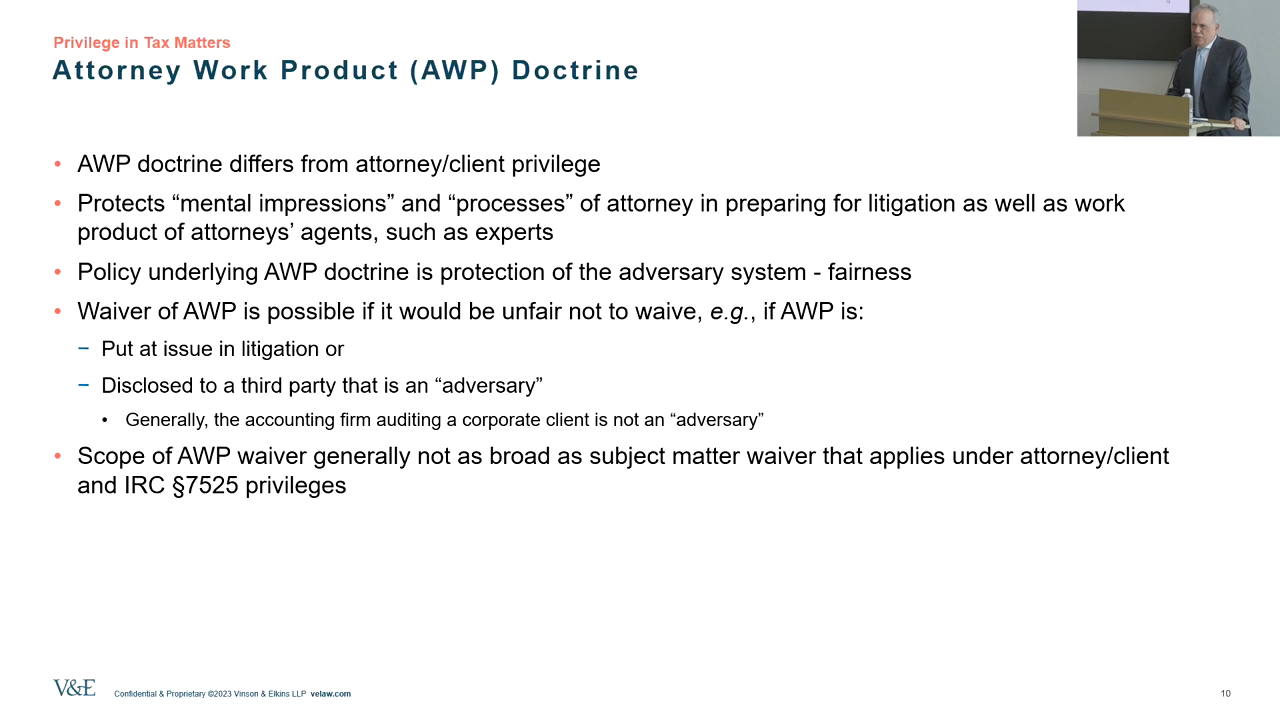 Privilege in Tax Matters
Attorney Work Product (AWP) Doctrine
• AWP doctrine differs from attorney/client privilege
• Protects “mental impressions” and “processes” of attorney in preparing for litigation as well as work
product of attorneys’ agents, such as experts
• Policy underlying AWP doctrine is protection of the adversary system - fairness
• Waiver of AWP is possible if it would be unfair not to waive, e.g., if AWP is:
− Put at issue in litigation or
− Disclosed to a third party that is an “adversary”
• Generally, the accounting firm auditing a corporate client is not an “adversary”
• Scope of AWP waiver generally not as broad as subject matter waiver that applies under attorney/client
and IRC §7525 privileges
V&E Confidential & Proprietary ©2023 Vinson & Elkins LLP velaw.com 10